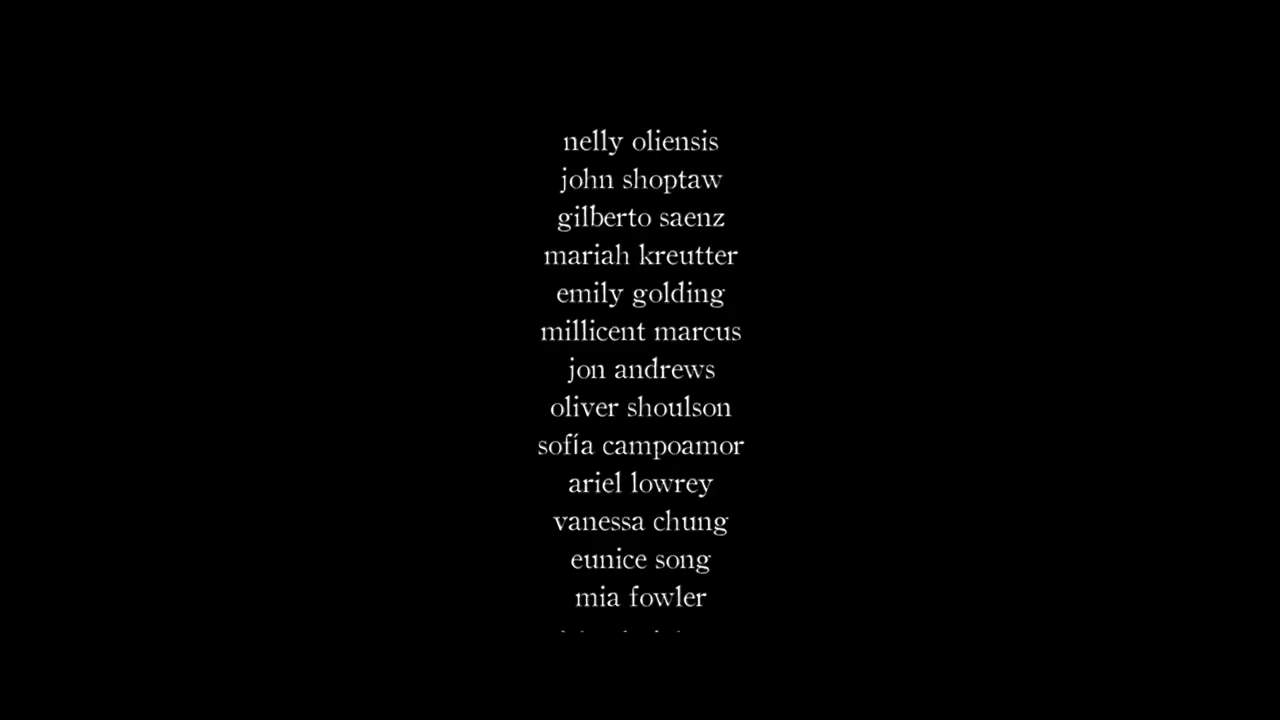 nelly oliensis
john shoptaw
gilberto saenz
mariah kreutter
emily golding
millicent marcus
jon andrews
oliver shoulson
sofía campoamor
ariel lowrey
vanessa chung
eunice song
mia fowler